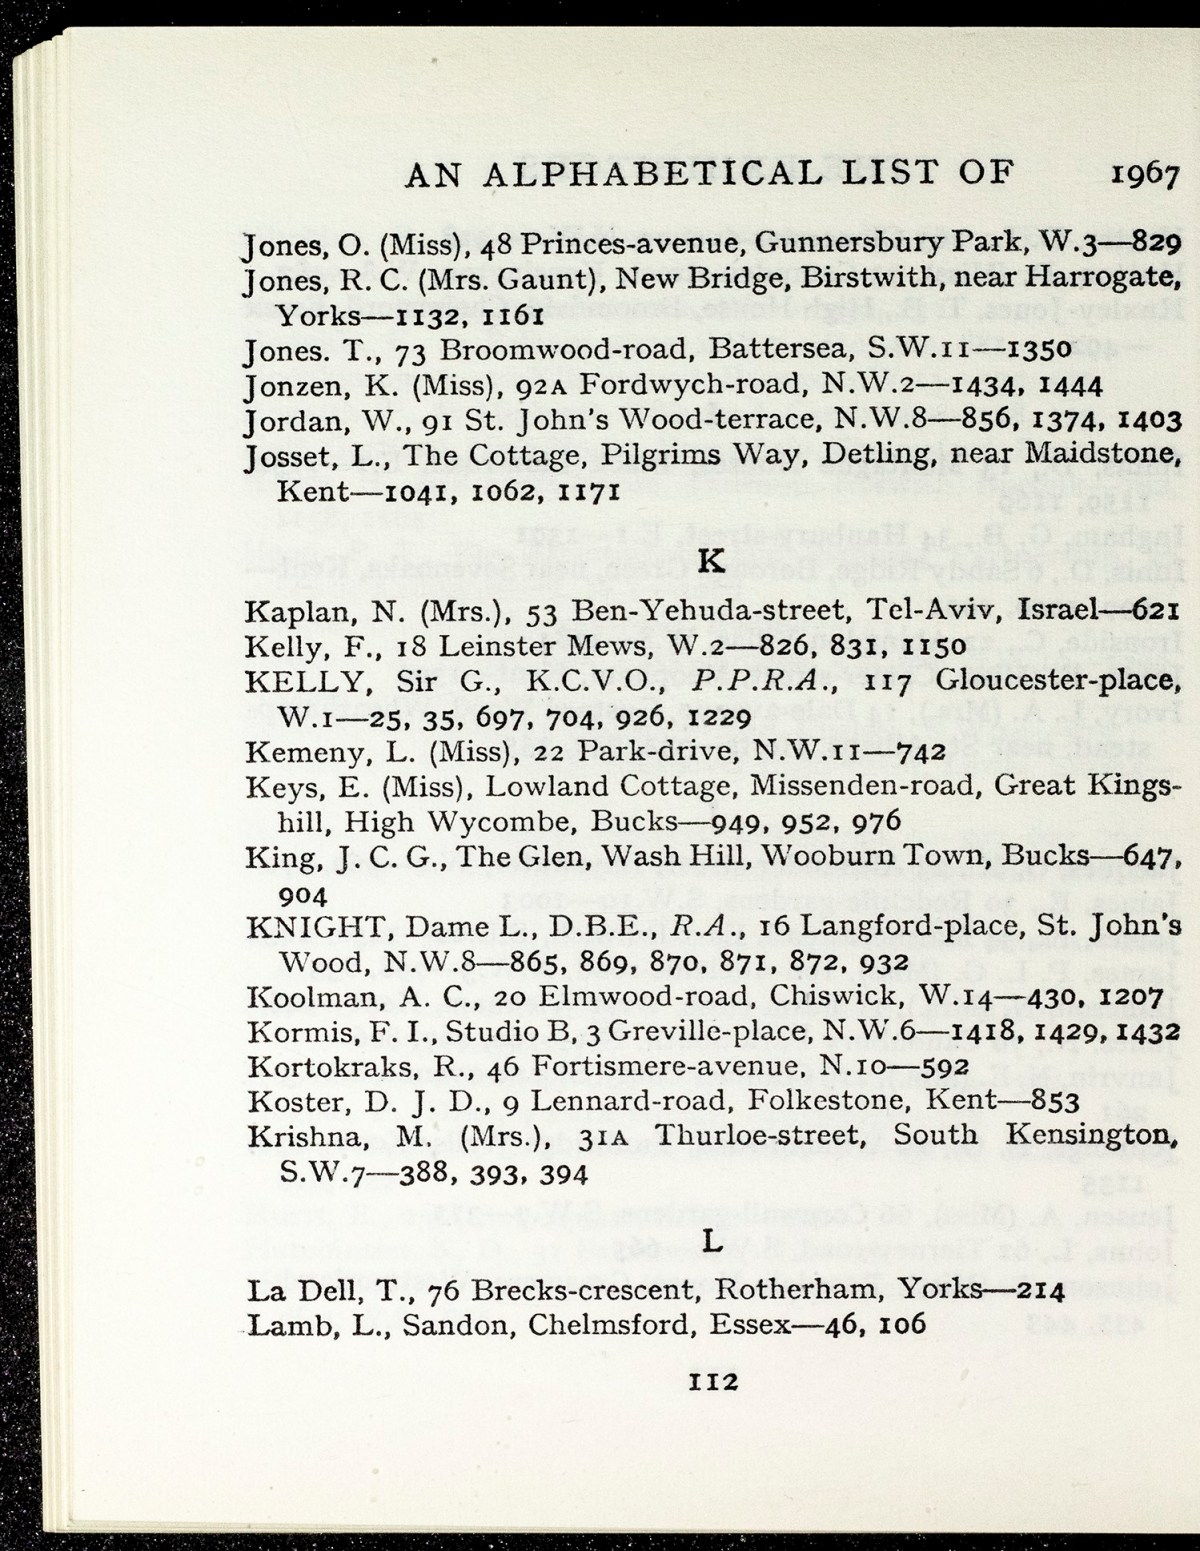 AN ALPHABETICAL LIST OF 1967
Jones, O. (Miss), 48 Princes-avenue, Gunnersbury Park, W.3—829
Jones, R. C. (Mrs. Gaunt), New Bridge, Birstwith, near Harrogate,
Yorks—1132, 1161
Jones. T., 73 Broomwood-road, Battersea, S.W.11—1350
Jonzen, K. (Miss), 92A Fordwych-road, N.W.2—1434, 1444
Jordan, W., 91 St. John's Wood-terrace, N.W.8—856, 1374, 1403
Josset, L., The Cottage, Pilgrims Way, Detling, near Maidstone,
Kent—1041, 1062, 1171
K
Kaplan, N. (Mrs.), 53 Ben-Yehuda-street, Tel-Aviv, Israel—621
Kelly, F., 18 Leinster Mews, W.2—826, 831, 1150
KELLY, Sir G., K.C.V.O., P.P.R.A., 117 Gloucester-place,
W.1—25, 35, 697, 704, 926, 1229
Kemeny, L. (Miss), 22 Park-drive, N.W.11—742
Keys, E. (Miss), Lowland Cottage, Missenden-road, Great Kings-
hill, High Wycombe, Bucks—949, 952, 976
King, J. C. G., The Glen, Wash Hill, Wooburn Town, Bucks—647,
904
KNIGHT, Dame L., D.B.E., R.A., 16 Langford-place, St. John's
Wood, N.W.8—865, 869, 870, 871, 872, 932
Koolman, A. C., 20 Elmwood-road, Chiswick, W.14—430, 1207
Kormis, F. I., Studio B, 3 Greville-place, N.W.6—1418, 1429, 1432
Kortokraks, R., 46 Fortismere-avenue, N.10—592
Koster, D. J. D., 9 Lennard-road, Folkestone, Kent—853
Krishna, M. (Mrs.), 31A Thurloe-street, South Kensington,
S.W.7—388, 393, 394
L
La Dell, T., 76 Brecks-crescent, Rotherham, Yorks—214
Lamb, L., Sandon, Chelmsford, Essex—46, 106
112